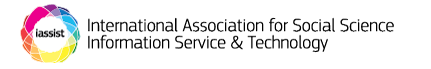 iassist
International Association for Social Science
Information Service & Technology